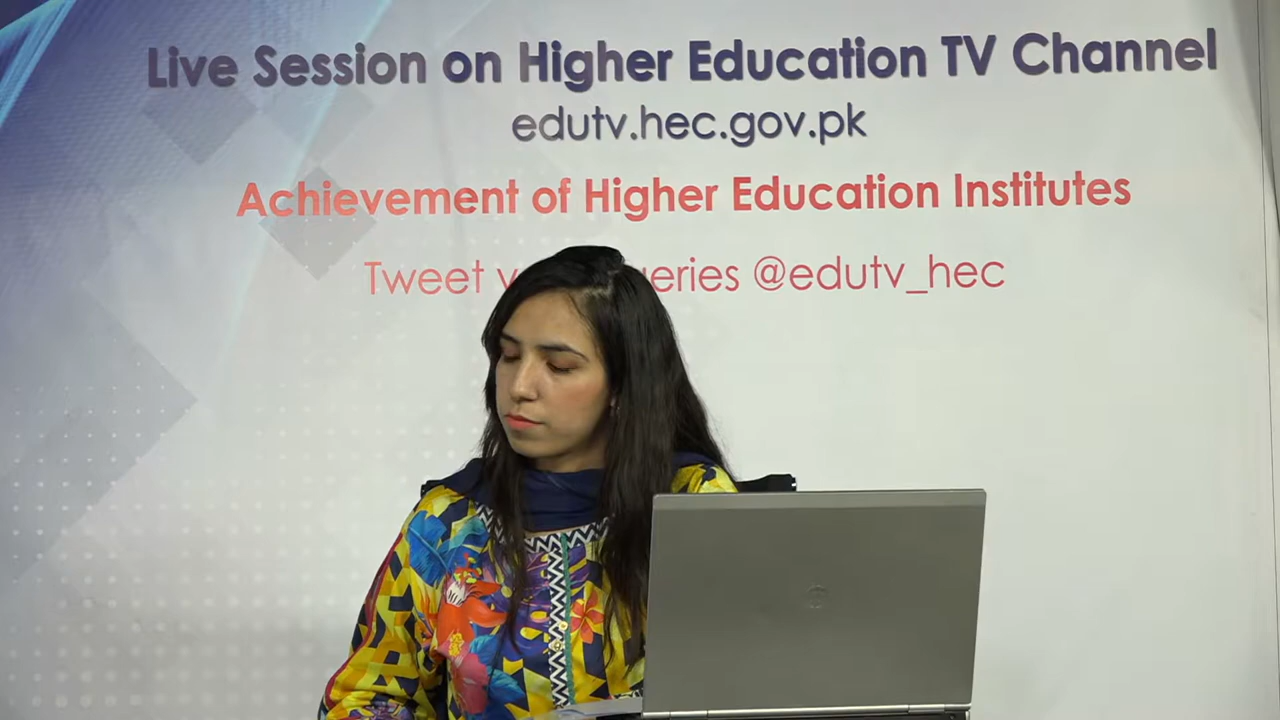 Live Session on Higher Education TV Channel
edutv.hec.gov.pk
Achievement of Higher Education Institutes
Tweet @edutv_hec